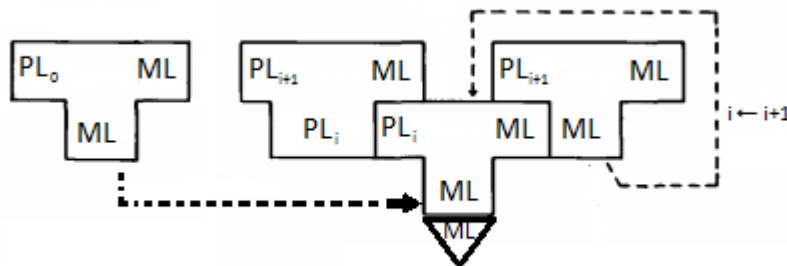 PL₀ ML PLᵢ₊₁ ML PLᵢ₊₁ ML
ML PLᵢ PLᵢ ML ML i ← i+1
ML
ML